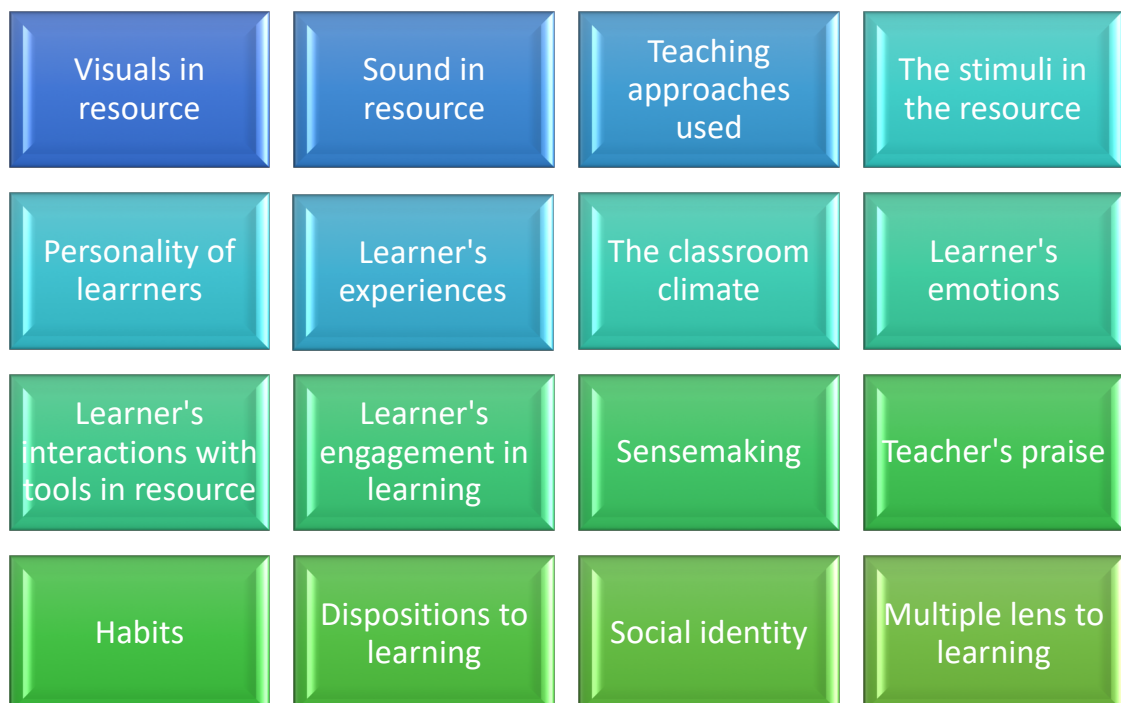 Visuals in
resource
Sound in
resource
Teaching
approaches
used
The stimuli in
the resource
Personality of
learrners
Learner's
experiences
The classroom
climate
Learner's
emotions
Learner's
interactions with
tools in resource
Learner's
engagement in
learning
Sensemaking
Teacher's praise
Habits
Dispositions to
learning
Social identity
Multiple lens to
learning